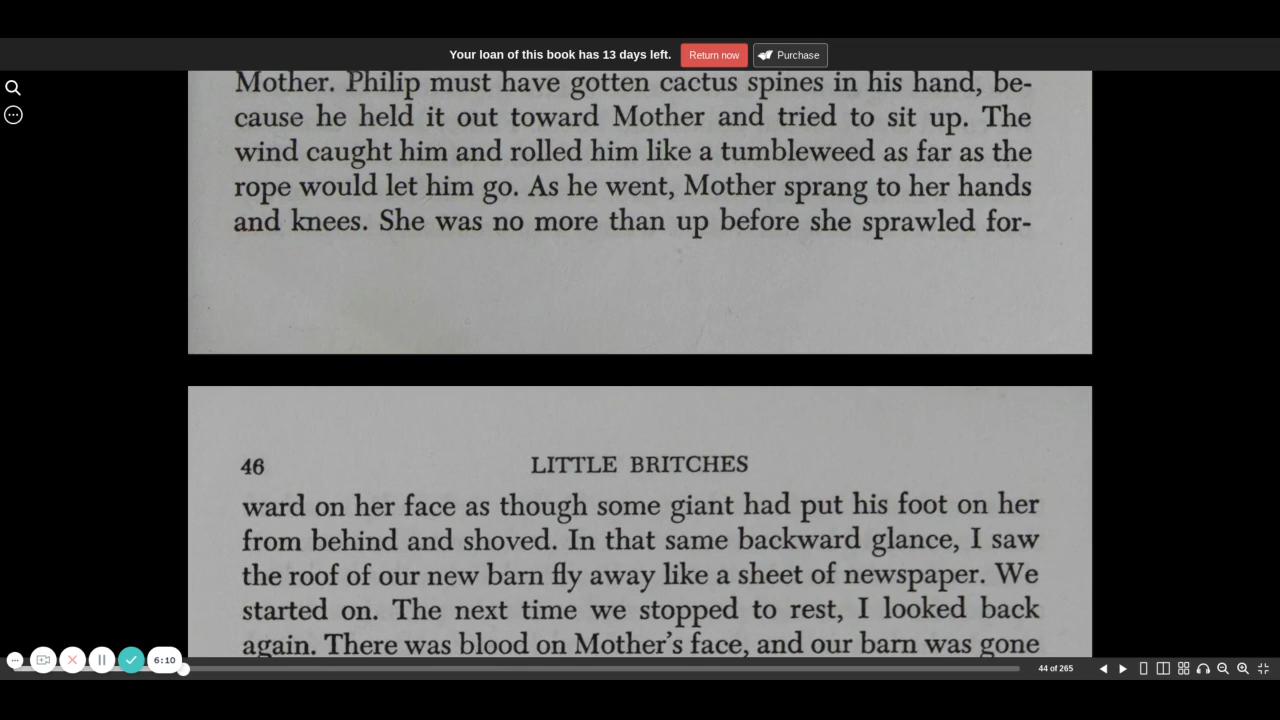 Your loan of this book has 13 days left. Return now Purchase
Mother. Philip must have gotten cactus spines in his hand, be-
cause he held it out toward Mother and tried to sit up. The
wind caught him and rolled him like a tumbleweed as far as the
rope would let him go. As he went, Mother sprang to her hands
and knees. She was no more than up before she sprawled for-
46 LITTLE BRITCHES
ward on her face as though some giant had put his foot on her
from behind and shoved. In that same backward glance, I saw
the roof of our new barn fly away like a sheet of newspaper. We
started on. The next time we stopped to rest, I looked back
again. There was blood on Mother's face, and our barn was gone
6:10
44 of 265